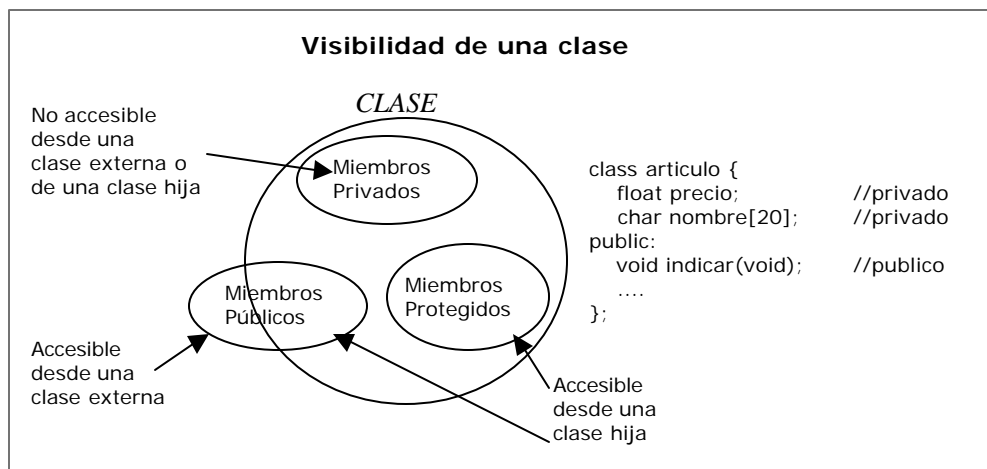 Visibilidad de una clase
CLASE
No accesible
desde una
clase externa o
de una clase hija
Miembros
Privados
Miembros
Públicos
Miembros
Protegidos
Accesible
desde una
clase externa
Accesible
desde una
clase hija
class articulo {
float precio; //privado
char nombre[20]; //privado
public:
void indicar(void); //publico
....
};